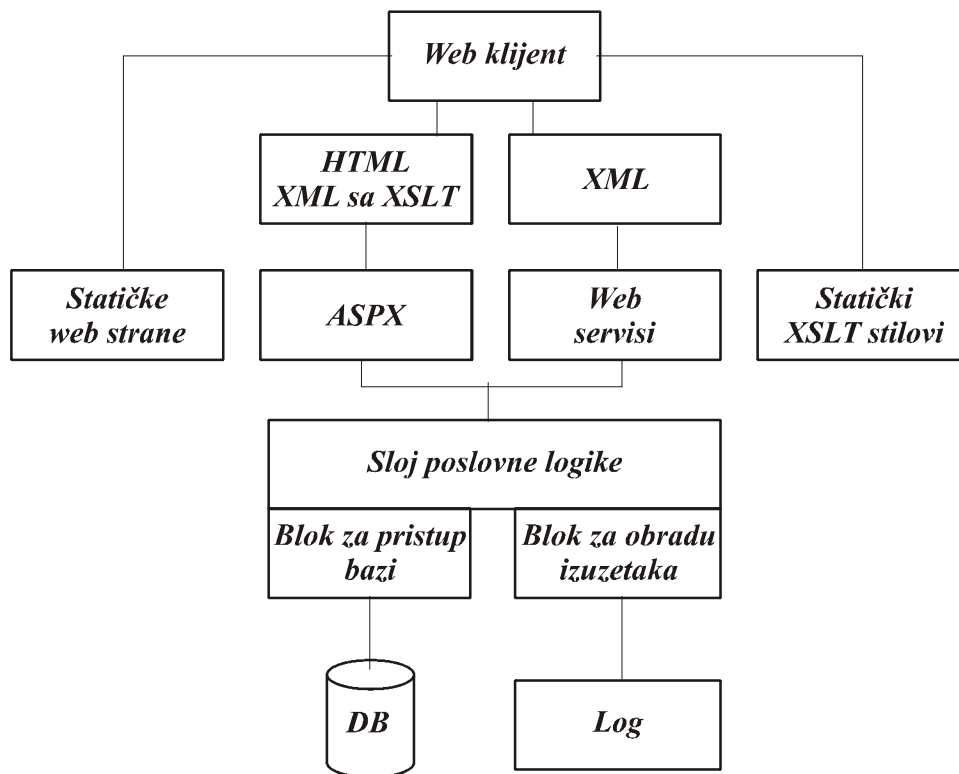 Web klijent
HTML
XML sa XSLT
XML
Statičke
web strane
ASPX
Web
servisi
Statički
XSLT stilovi
Sloj poslovne logike
Blok za pristup
bazi
Blok za obradu
izuzetaka
DB
Log